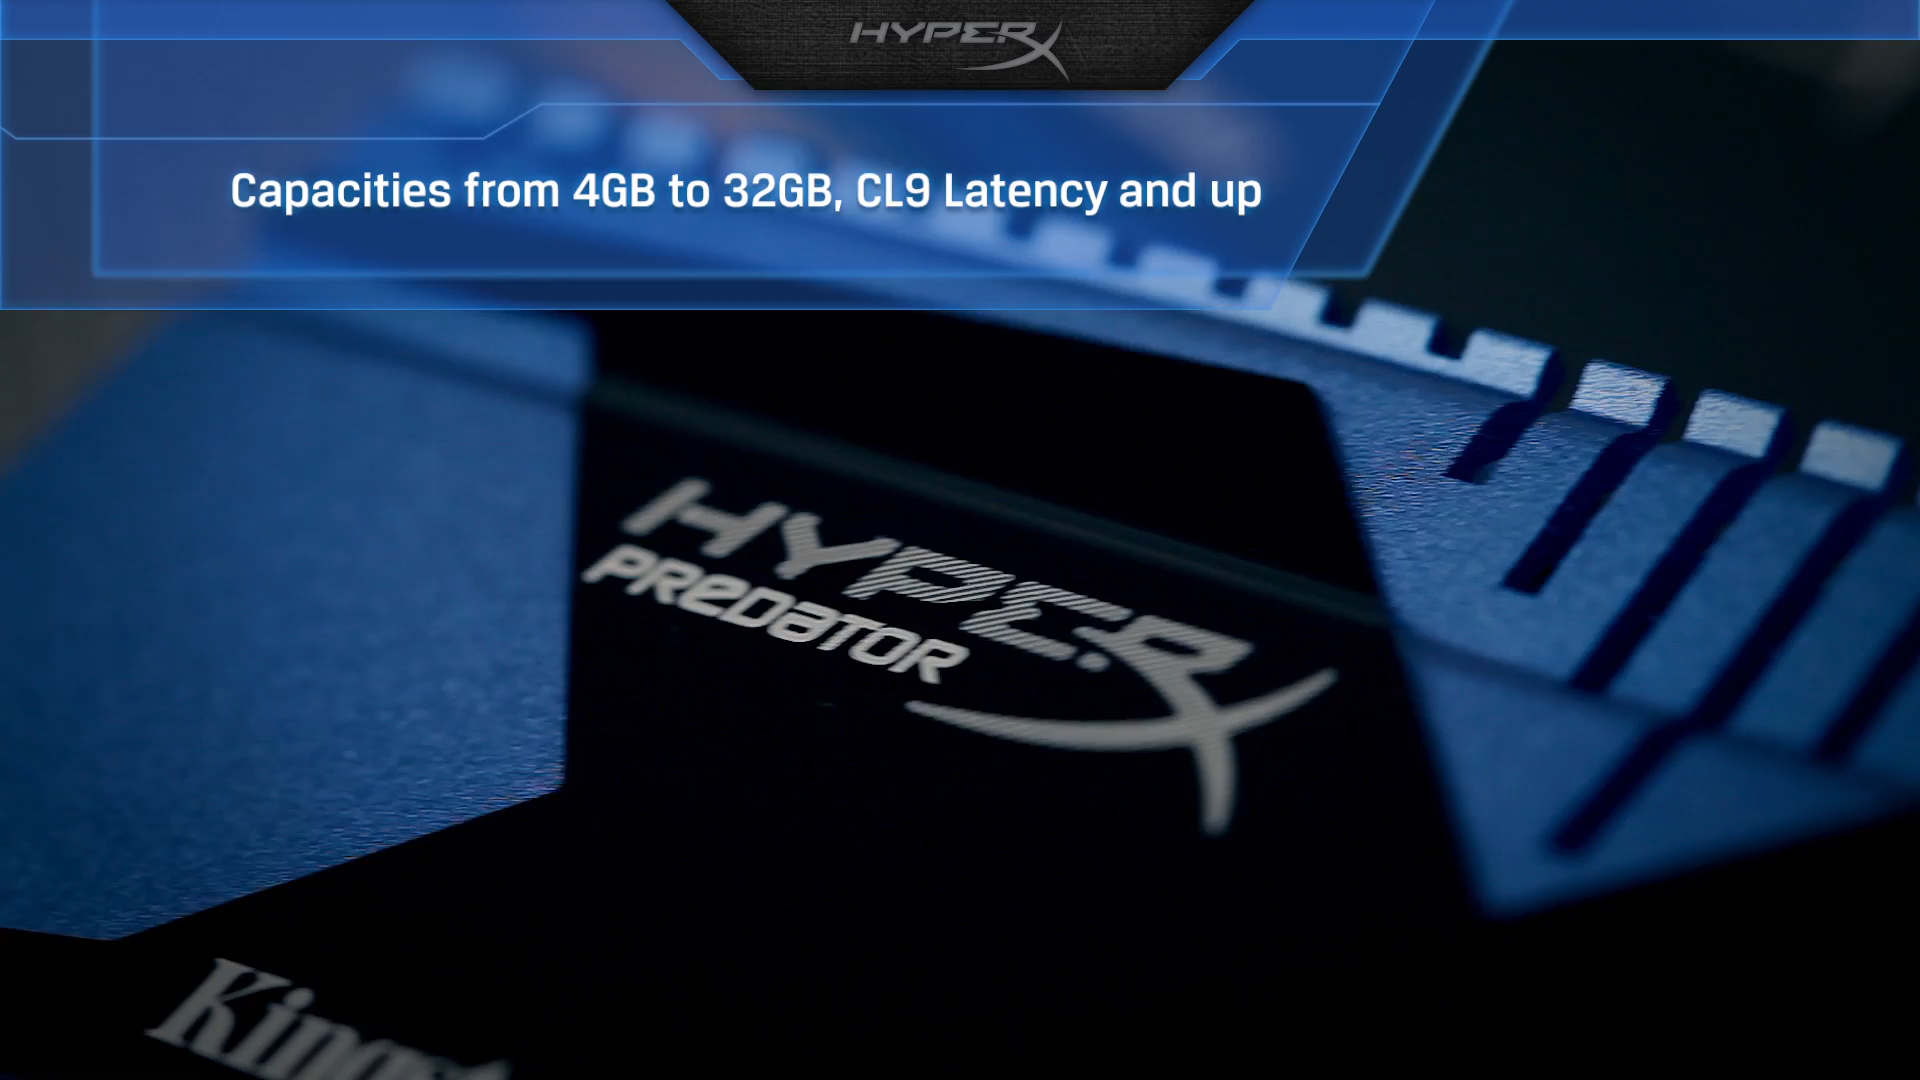 HYPERX
Capacities from 4GB to 32GB, CL9 Latency and up
HYPERX
PREDATOR